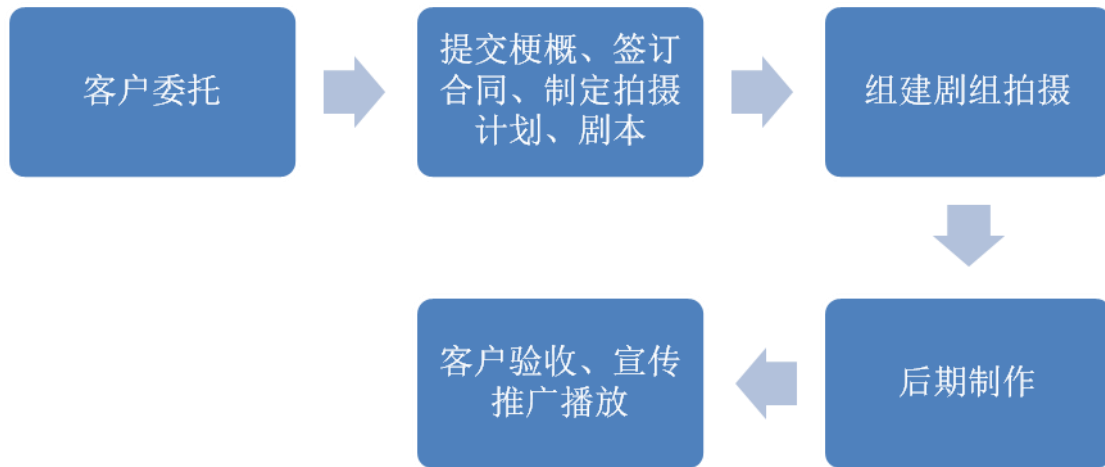 客户委托
提交梗概、签订
合同、制定拍摄
计划、剧本
组建剧组拍摄
后期制作
客户验收、宣传
推广播放